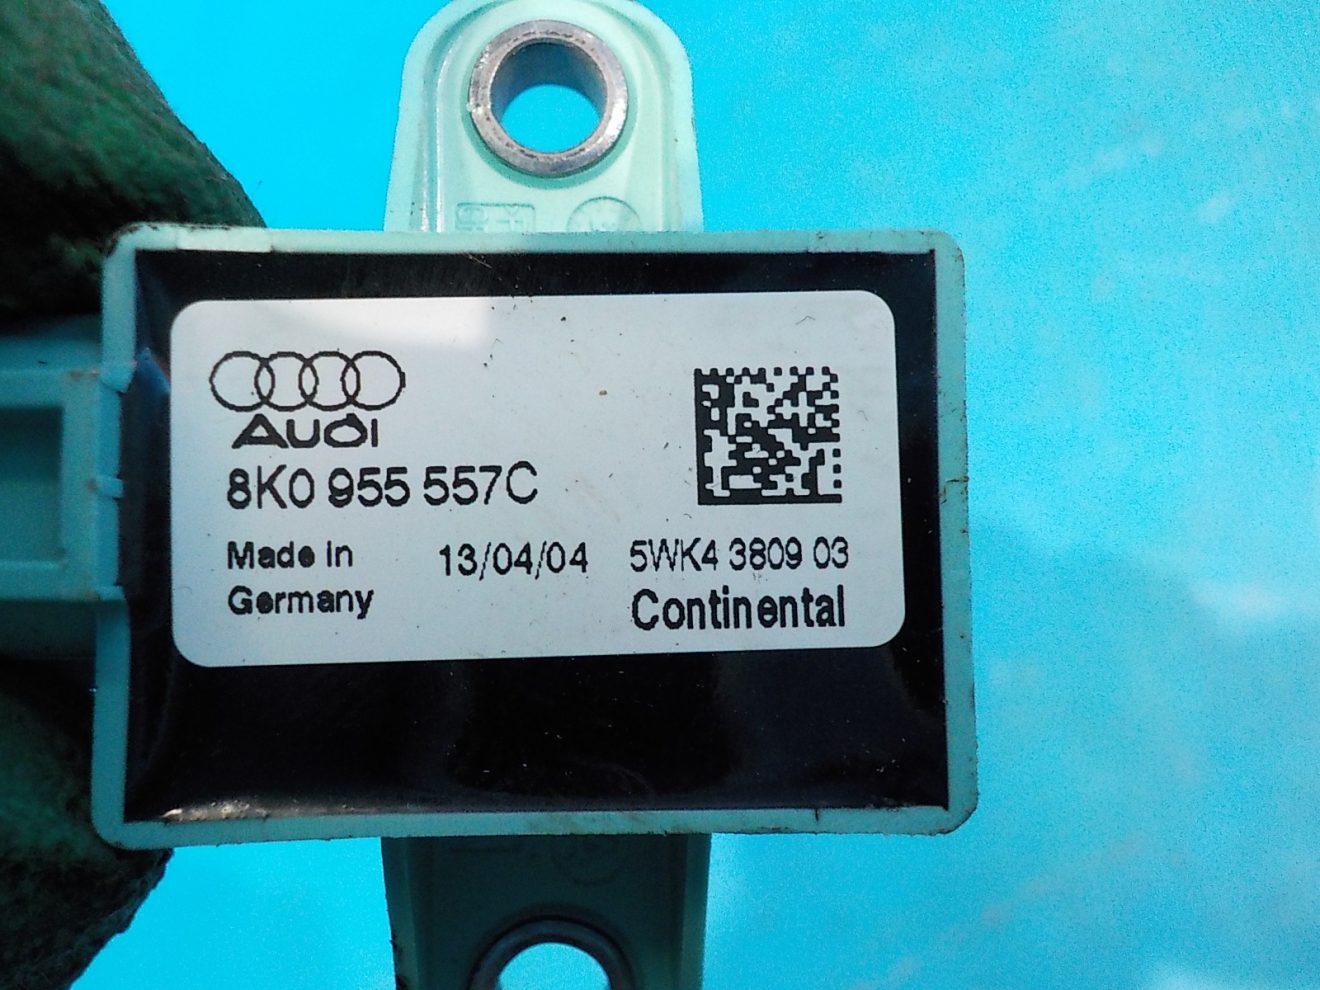 Audi
8K0 955 557C
Made in Germany
13/04/04
5WK4 3809 03
Continental